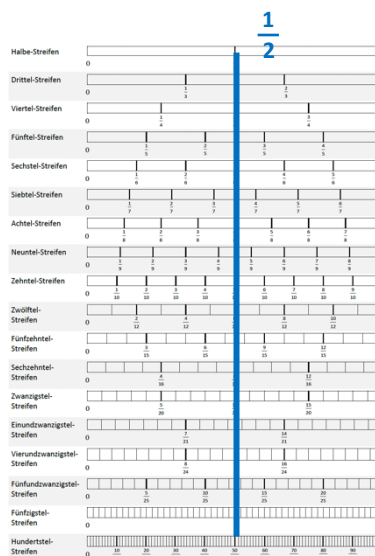 1
2
Halbe-Streifen
0
Drittel-Streifen
0 1/3 2/3
Viertel-Streifen
0 1/4 3/4
Fünftel-Streifen
0 1/5 2/5 3/5 4/5
Sechstel-Streifen
0 1/6 2/6 4/6 5/6
Siebtel-Streifen
0 1/7 2/7 3/7 4/7 5/7 6/7
Achtel-Streifen
0 1/8 2/8 3/8 5/8 6/8 7/8
Neuntel-Streifen
0 1/9 2/9 3/9 4/9 5/9 6/9 7/9 8/9
Zehntel-Streifen
0 1/10 2/10 3/10 4/10 6/10 7/10 8/10 9/10
Zwölftel-
Streifen
0 2/12 4/12 8/12 10/12
Fünfzehntel-
Streifen
0 3/15 6/15 9/15 12/15
Sechzehntel-
Streifen
0 4/16 12/16
Zwanzigstel-
Streifen
0 5/20 15/20
Einundzwanzigstel-
Streifen
0 7/21 14/21
Vierundzwanzigstel-
Streifen
0 8/24 16/24
Fünfundzwanzigstel-
Streifen
0 5/25 10/25 15/25 20/25
Fünfzigstel-
Streifen
0
Hundertstel-
Streifen
0 10 20 30 40 50 60 70 80 90